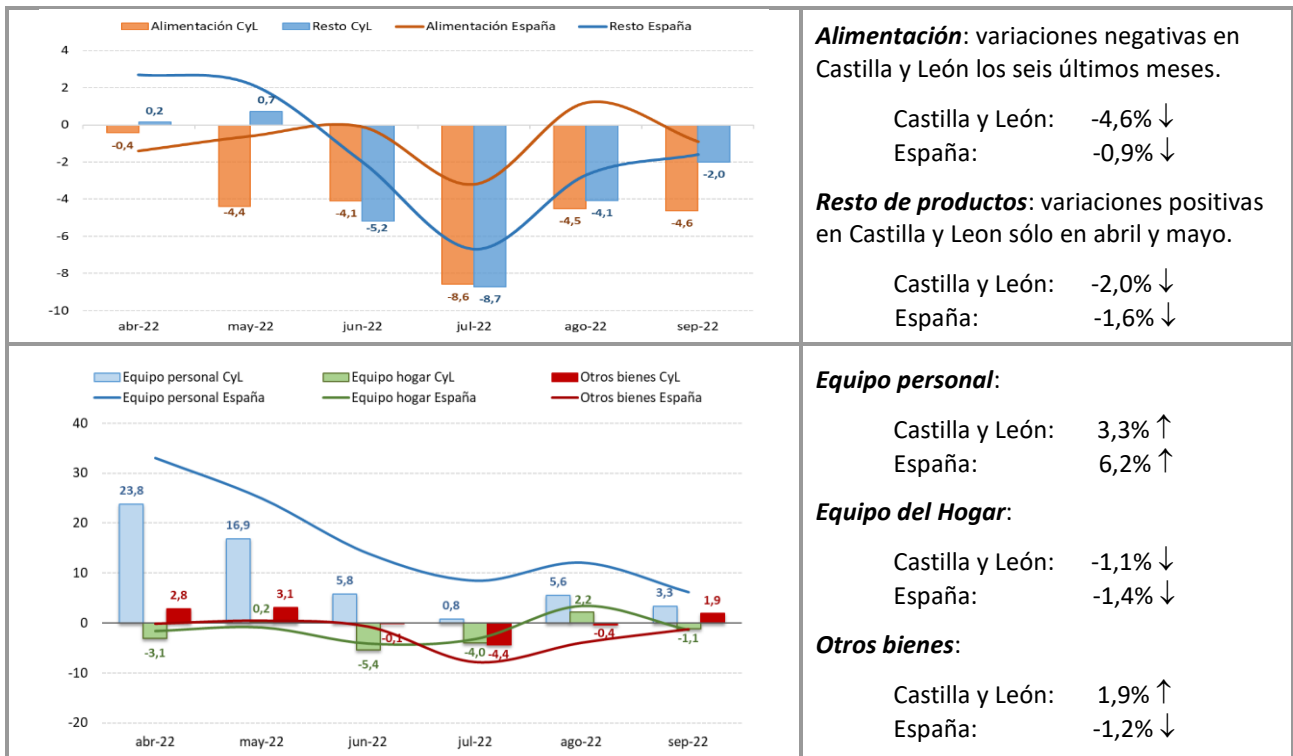 Alimentación CyL Resto CyL Alimentación España Resto España
4
2
0
-2
-4
-6
-8
-10
0,2
0,7
-0,4
-4,4
-4,1
-5,2
-8,6
-8,7
-4,5
-4,1
-4,6
-2,0
abr-22 may-22 jun-22 jul-22 ago-22 sep-22
Alimentación: variaciones negativas en
Castilla y León los seis últimos meses.
Castilla y León: -4,6% ↓
España: -0,9% ↓
Resto de productos: variaciones positivas
en Castilla y Leon sólo en abril y mayo.
Castilla y León: -2,0% ↓
España: -1,6% ↓
Equipo personal CyL Equipo hogar CyL Otros bienes CyL
Equipo personal España Equipo hogar España Otros bienes España
40
30
20
10
0
-10
-20
23,8
-3,1
2,8
16,9
0,2
3,1
5,8
-5,4
-0,1
0,8
-4,0
-4,4
5,6
2,2
-0,4
3,3
-1,1
1,9
abr-22 may-22 jun-22 jul-22 ago-22 sep-22
Equipo personal:
Castilla y León: 3,3% ↑
España: 6,2% ↑
Equipo del Hogar:
Castilla y León: -1,1% ↓
España: -1,4% ↓
Otros bienes:
Castilla y León: 1,9% ↑
España: -1,2% ↓